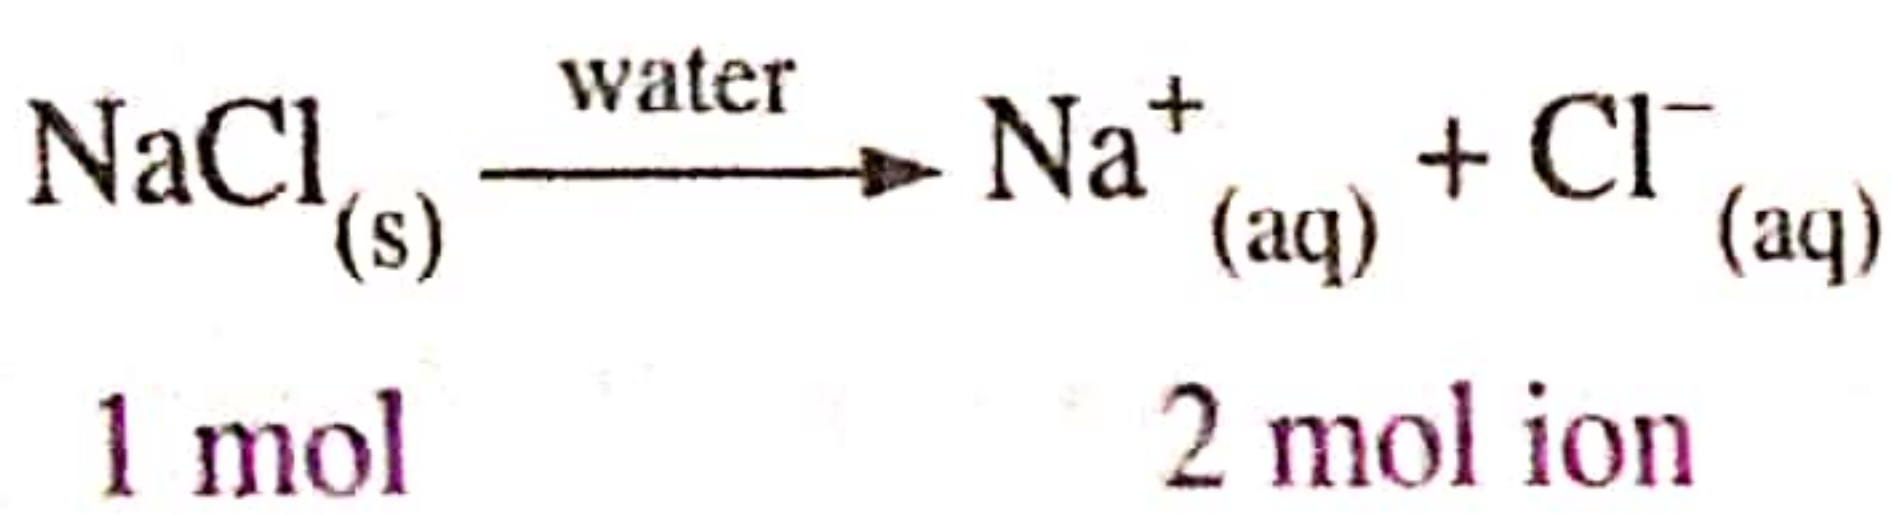 water
NaCl(s) ⟶ Na⁺(aq) + Cl⁻(aq)
1 mol 2 mol ion